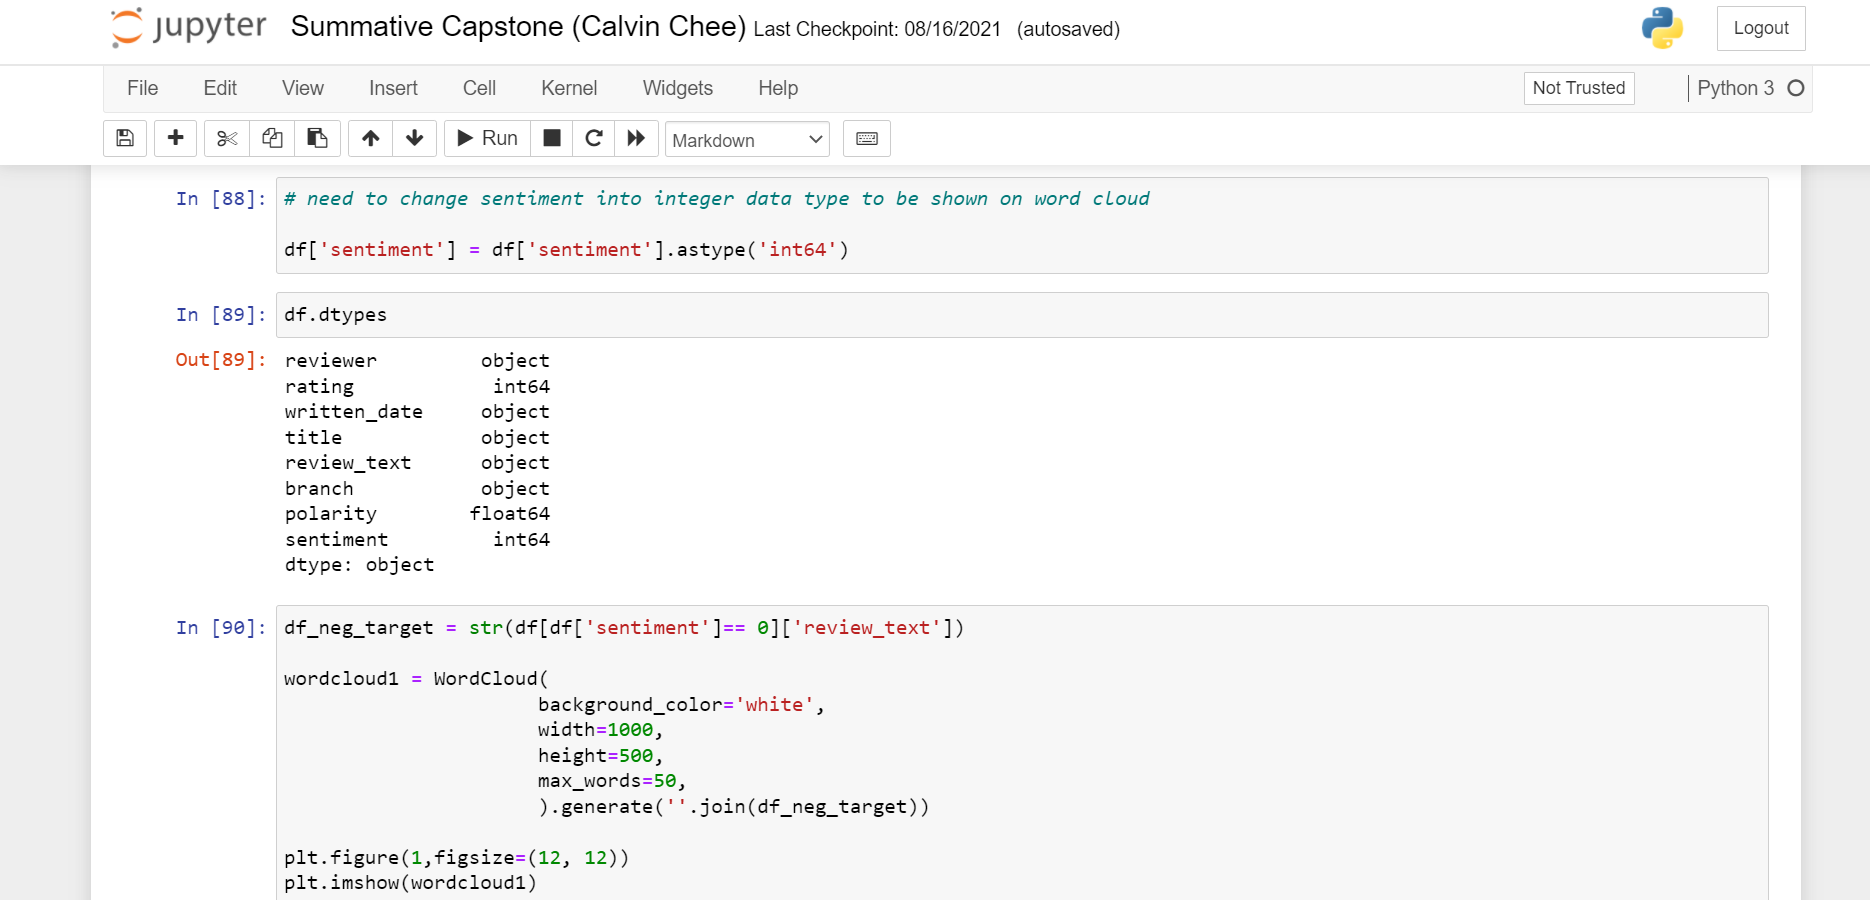 jupyter Summative Capstone (Calvin Chee) Last Checkpoint: 08/16/2021 (autosaved) Logout
File Edit View Insert Cell Kernel Widgets Help Not Trusted Python 3
Run Markdown
In [88]: # need to change sentiment into integer data type to be shown on word cloud
df['sentiment'] = df['sentiment'].astype('int64')
In [89]: df.dtypes
Out[89]: reviewer object
rating int64
written_date object
title object
review_text object
branch object
polarity float64
sentiment int64
dtype: object
In [90]: df_neg_target = str(df[df['sentiment']== 0]['review_text'])
wordcloud1 = WordCloud(
background_color='white',
width=1000,
height=500,
max_words=50,
).generate(''.join(df_neg_target))
plt.figure(1,figsize=(12, 12))
plt.imshow(wordcloud1)